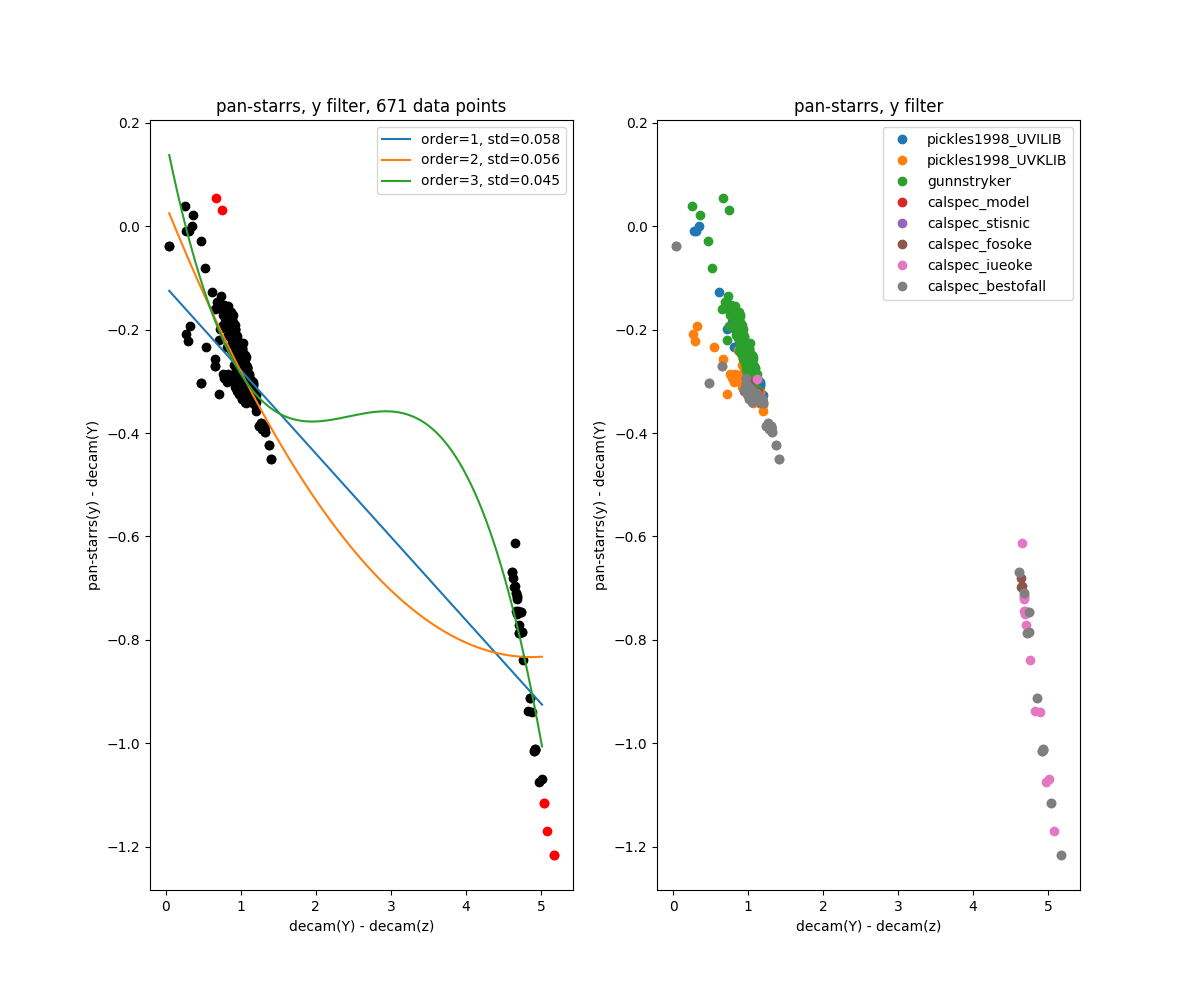 pan-starrs, y filter, 671 data points
order=1, std=0.058
order=2, std=0.056
order=3, std=0.045
0.2
0.0
−0.2
−0.4
−0.6
−0.8
−1.0
−1.2
pan-starrs(y) - decam(Y)
0 1 2 3 4 5
decam(Y) - decam(z)
pan-starrs, y filter
pickles1998_UVILIB
pickles1998_UVKLIB
gunnstryker
calspec_model
calspec_stisnic
calspec_fosoke
calspec_iueoke
calspec_bestofall
0.2
0.0
−0.2
−0.4
−0.6
−0.8
−1.0
−1.2
pan-starrs(y) - decam(Y)
0 1 2 3 4 5
decam(Y) - decam(z)